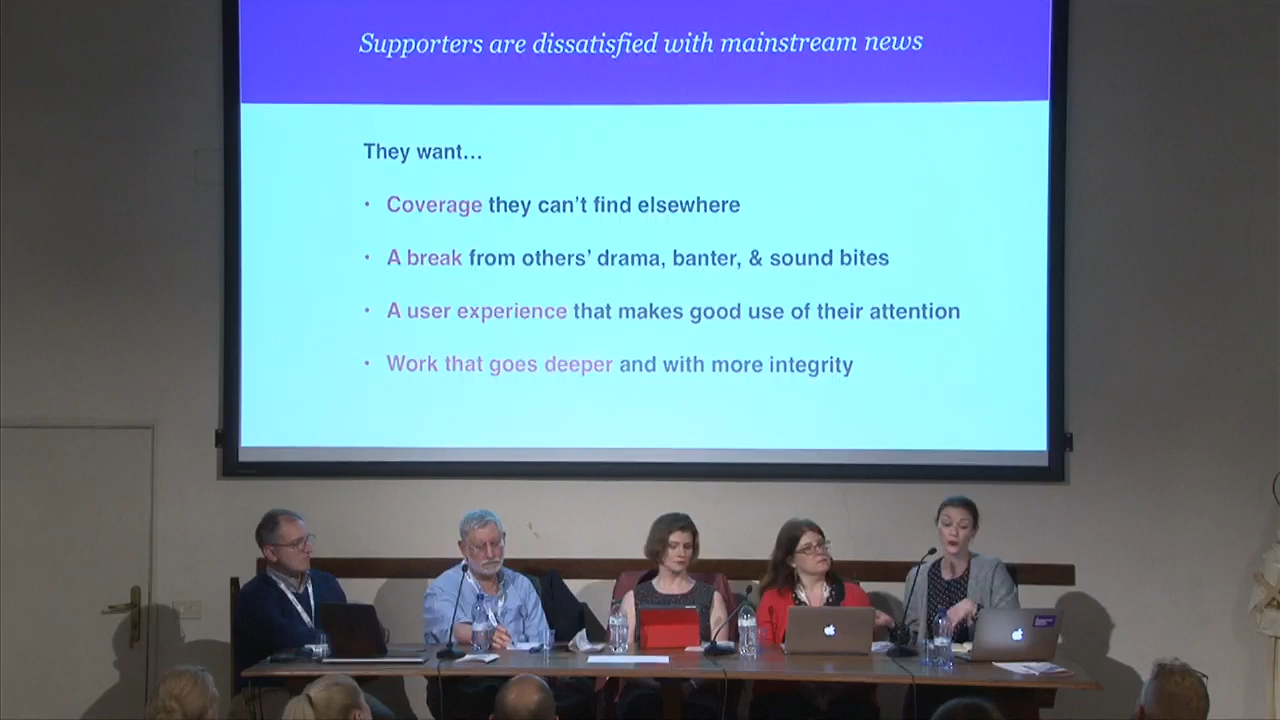 Supporters are dissatisfied with mainstream news
They want…
• Coverage they can’t find elsewhere
• A break from others’ drama, banter, & sound bites
• A user experience that makes good use of their attention
• Work that goes deeper and with more integrity